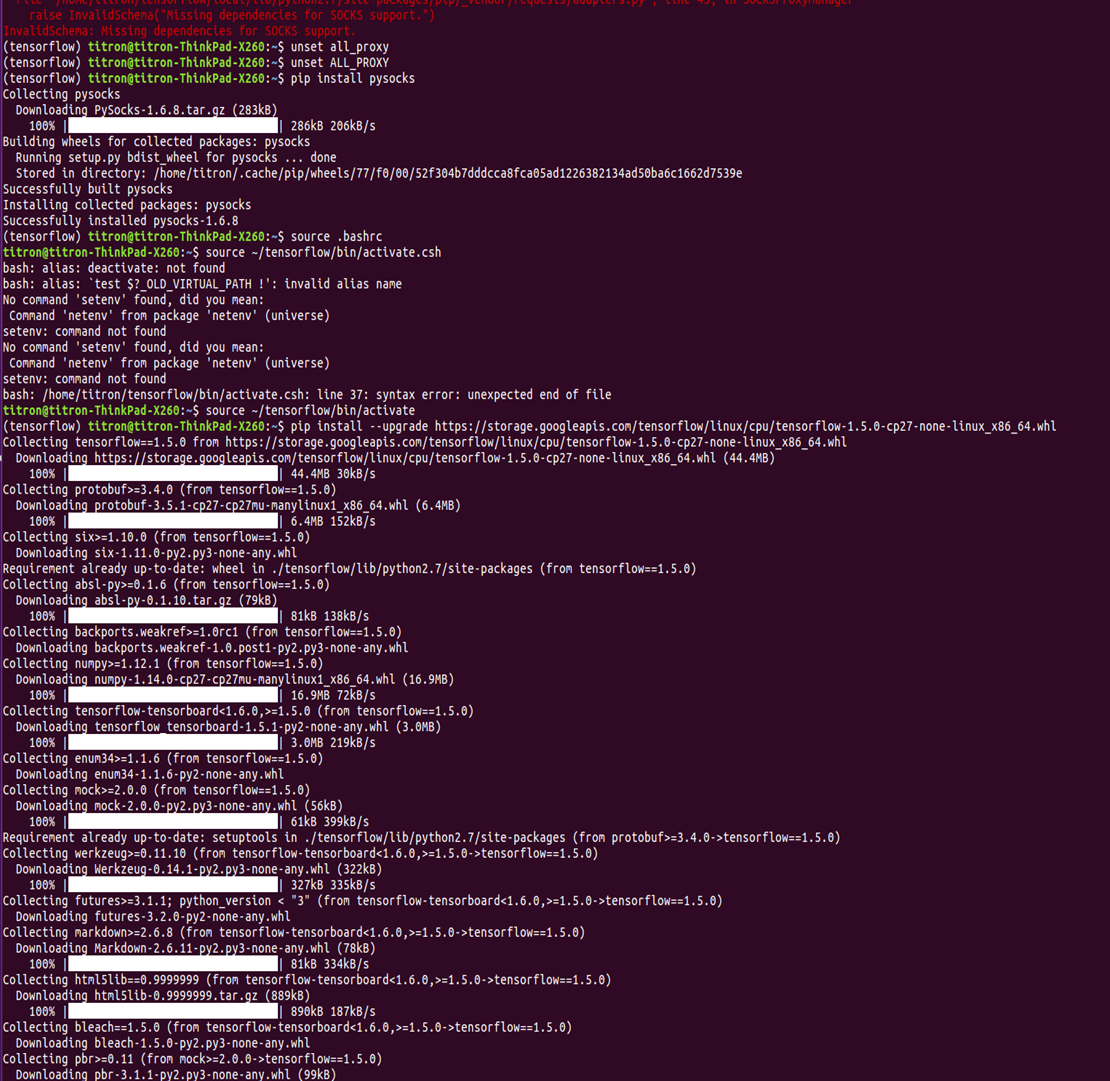 File "/home/titron/tensorflow/local/lib/python2.7/site-packages/pip/_vendor/requests/adapters.py", line 43, in SOCKSProxyManager
raise InvalidSchema("Missing dependencies for SOCKS support.")
InvalidSchema: Missing dependencies for SOCKS support.
(tensorflow) titron@titron-ThinkPad-X260:~$ unset all_proxy
(tensorflow) titron@titron-ThinkPad-X260:~$ unset ALL_PROXY
(tensorflow) titron@titron-ThinkPad-X260:~$ pip install pysocks
Collecting pysocks
Downloading PySocks-1.6.8.tar.gz (283kB)
100% | | 286kB 206kB/s
Building wheels for collected packages: pysocks
Running setup.py bdist_wheel for pysocks ... done
Stored in directory: /home/titron/.cache/pip/wheels/77/f0/00/52f304b7dddcca8fca05ad1226382134ad50ba6c1662d7539e
Successfully built pysocks
Installing collected packages: pysocks
Successfully installed pysocks-1.6.8
(tensorflow) titron@titron-ThinkPad-X260:~$ source .bashrc
titron@titron-ThinkPad-X260:~$ source ~/tensorflow/bin/activate.csh
bash: alias: deactivate: not found
bash: alias: `test $?_OLD_VIRTUAL_PATH !': invalid alias name
No command 'setenv' found, did you mean:
Command 'netenv' from package 'netenv' (universe)
setenv: command not found
No command 'setenv' found, did you mean:
Command 'netenv' from package 'netenv' (universe)
setenv: command not found
bash: /home/titron/tensorflow/bin/activate.csh: line 37: syntax error: unexpected end of file
titron@titron-ThinkPad-X260:~$ source ~/tensorflow/bin/activate
(tensorflow) titron@titron-ThinkPad-X260:~$ pip install --upgrade https://storage.googleapis.com/tensorflow/linux/cpu/tensorflow-1.5.0-cp27-none-linux_x86_64.whl
Collecting tensorflow==1.5.0 from https://storage.googleapis.com/tensorflow/linux/cpu/tensorflow-1.5.0-cp27-none-linux_x86_64.whl
Downloading https://storage.googleapis.com/tensorflow/linux/cpu/tensorflow-1.5.0-cp27-none-linux_x86_64.whl (44.4MB)
100% | | 44.4MB 30kB/s
Collecting protobuf>=3.4.0 (from tensorflow==1.5.0)
Downloading protobuf-3.5.1-cp27-cp27mu-manylinux1_x86_64.whl (6.4MB)
100% | | 6.4MB 152kB/s
Collecting six>=1.10.0 (from tensorflow==1.5.0)
Downloading six-1.11.0-py2.py3-none-any.whl
Requirement already up-to-date: wheel in ./tensorflow/lib/python2.7/site-packages (from tensorflow==1.5.0)
Collecting absl-py>=0.1.6 (from tensorflow==1.5.0)
Downloading absl-py-0.1.10.tar.gz (79kB)
100% | | 81kB 138kB/s
Collecting backports.weakref>=1.0rc1 (from tensorflow==1.5.0)
Downloading backports.weakref-1.0.post1-py2.py3-none-any.whl
Collecting numpy>=1.12.1 (from tensorflow==1.5.0)
Downloading numpy-1.14.0-cp27-cp27mu-manylinux1_x86_64.whl (16.9MB)
100% | | 16.9MB 72kB/s
Collecting tensorflow-tensorboard<1.6.0,>=1.5.0 (from tensorflow==1.5.0)
Downloading tensorflow_tensorboard-1.5.1-py2-none-any.whl (3.0MB)
100% | | 3.0MB 219kB/s
Collecting enum34>=1.1.6 (from tensorflow==1.5.0)
Downloading enum34-1.1.6-py2-none-any.whl
Collecting mock>=2.0.0 (from tensorflow==1.5.0)
Downloading mock-2.0.0-py2.py3-none-any.whl (56kB)
100% | | 61kB 399kB/s
Requirement already up-to-date: setuptools in ./tensorflow/lib/python2.7/site-packages (from protobuf>=3.4.0->tensorflow==1.5.0)
Collecting werkzeug>=0.11.10 (from tensorflow-tensorboard<1.6.0,>=1.5.0->tensorflow==1.5.0)
Downloading Werkzeug-0.14.1-py2.py3-none-any.whl (322kB)
100% | | 327kB 335kB/s
Collecting futures>=3.1.1; python_version < "3" (from tensorflow-tensorboard<1.6.0,>=1.5.0->tensorflow==1.5.0)
Downloading futures-3.2.0-py2-none-any.whl
Collecting markdown>=2.6.8 (from tensorflow-tensorboard<1.6.0,>=1.5.0->tensorflow==1.5.0)
Downloading Markdown-2.6.11-py2.py3-none-any.whl (78kB)
100% | | 81kB 334kB/s
Collecting html5lib==0.9999999 (from tensorflow-tensorboard<1.6.0,>=1.5.0->tensorflow==1.5.0)
Downloading html5lib-0.9999999.tar.gz (889kB)
100% | | 890kB 187kB/s
Collecting bleach==1.5.0 (from tensorflow-tensorboard<1.6.0,>=1.5.0->tensorflow==1.5.0)
Downloading bleach-1.5.0-py2.py3-none-any.whl
Collecting pbr>=0.11 (from mock>=2.0.0->tensorflow==1.5.0)
Downloading pbr-3.1.1-py2.py3-none-any.whl (99kB)